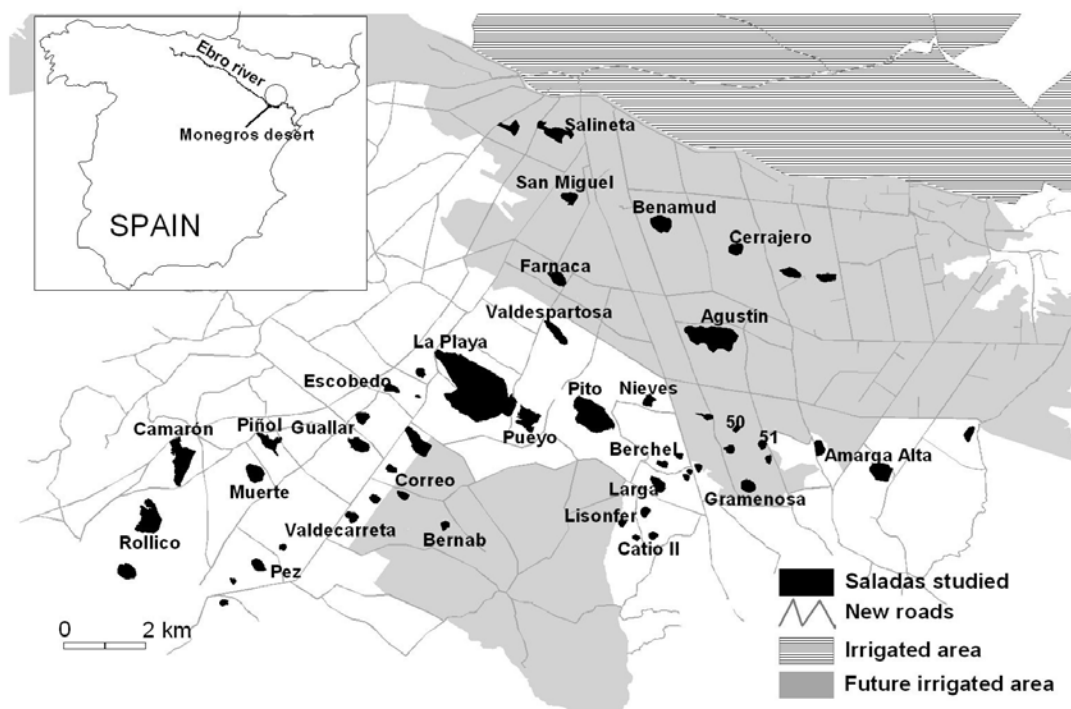 Ebro river
Monegros desert
SPAIN
Salineta
San Miguel
Benamud
Cerrajero
Farnaca
Valdespartosa
Agustín
La Playa
Escobedo
Pito
Nieves
Camarón
Piñol
Guallar
Pueyo
50
51
Berchel
Amarga Alta
Muerte
Correo
Larga
Gramenosa
Rollico
Valdecarreta
Bernab
Lisonfer
Catio II
Pez
0 2 km
Saladas studied
New roads
Irrigated area
Future irrigated area